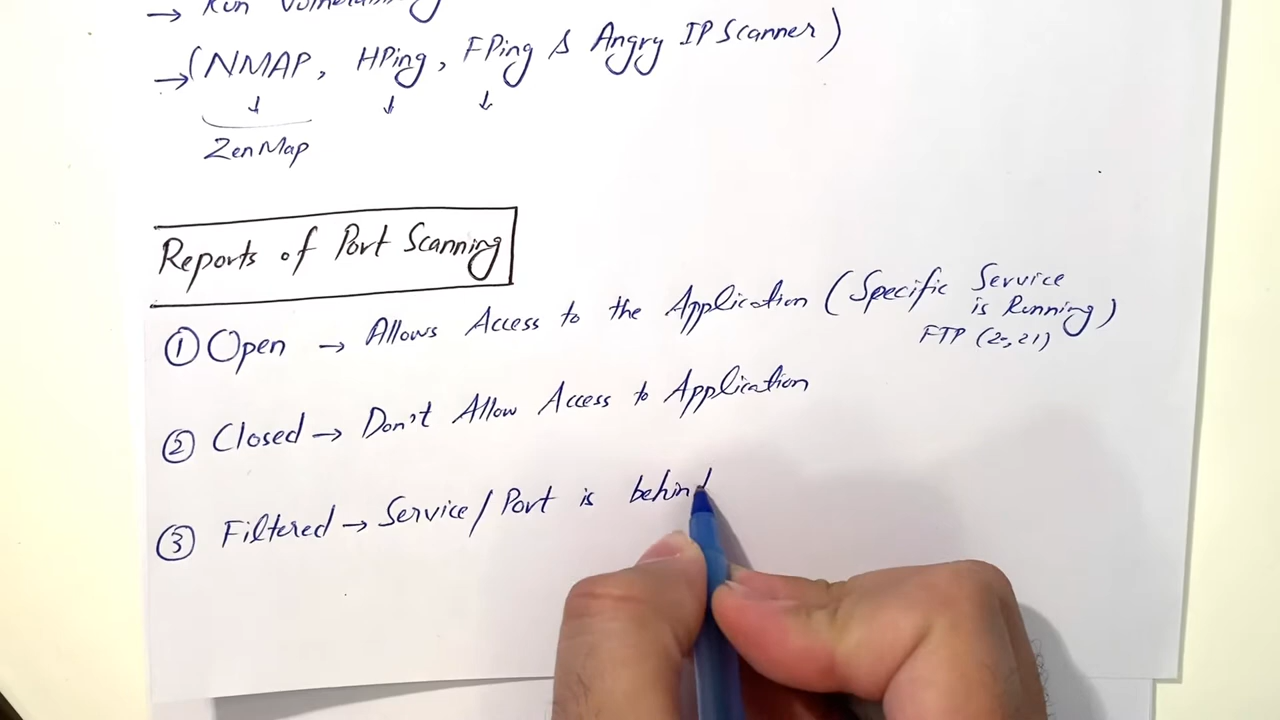 → Run
→ (NMAP, HPing, FPing & Angry IP Scanner)
↓ ↓ ↓
ZenMap
Reports of Port Scanning
① Open → Allows Access to the Application (Specific Service
is Running)
FTP (20,21)
② Closed → Don't Allow Access to Application
③ Filtered → Service/Port is behind